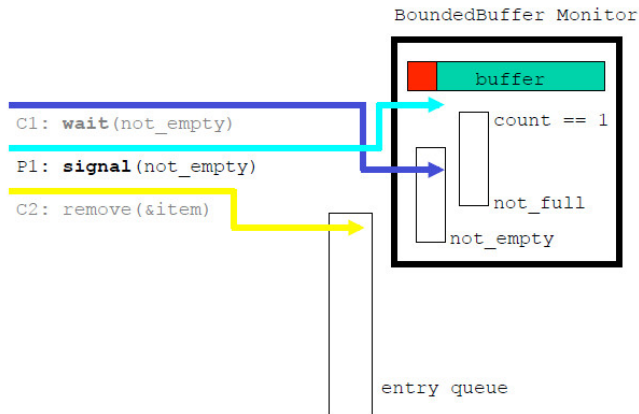 BoundedBuffer Monitor
buffer
C1: wait(not_empty)
count == 1
P1: signal(not_empty)
C2: remove(&item)
not_full
not_empty
entry queue